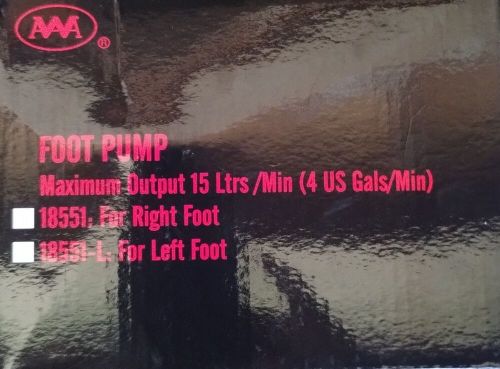 AAA
®
FOOT PUMP
Maximum Output 15 Ltrs /Min (4 US Gals/Min)
18551, For Right Foot
18551-L, For Left Foot